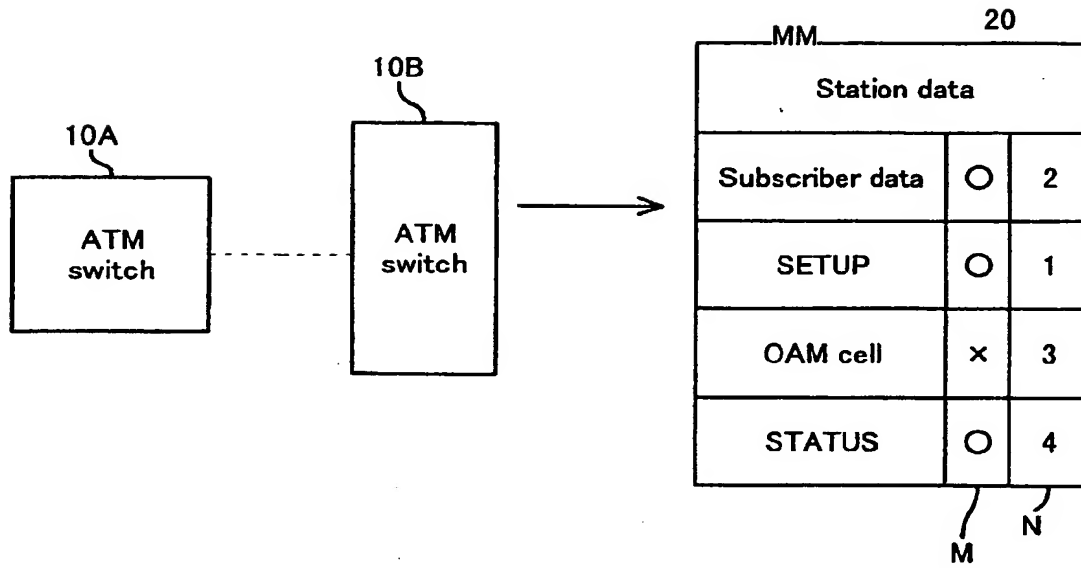 20
MM
10B
Station data
10A
Subscriber data ○ 2
ATM
switch
ATM
switch
SETUP ○ 1
OAM cell × 3
STATUS ○ 4
M
N